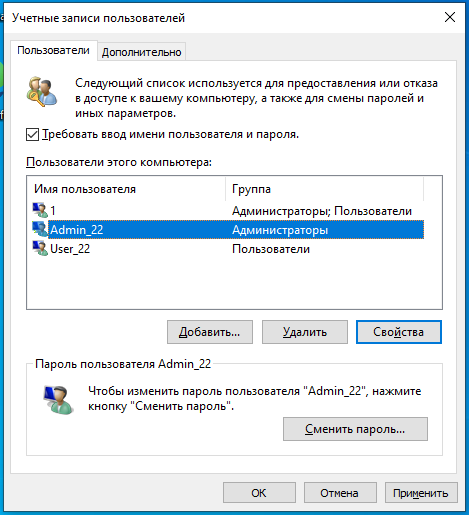 Учетные записи пользователей
Пользователи
Дополнительно
Следующий список используется для предоставления или отказа
в доступе к вашему компьютеру, а также для смены паролей и
иных параметров.
Требовать ввод имени пользователя и пароля.
Пользователи этого компьютера:
Имя пользователя Группа
1 Администраторы; Пользователи
Admin_22 Администраторы
User_22 Пользователи
Добавить... Удалить Свойства
Пароль пользователя Admin_22
Чтобы изменить пароль пользователя "Admin_22", нажмите
кнопку "Сменить пароль".
Сменить пароль...
ОК Отмена Применить